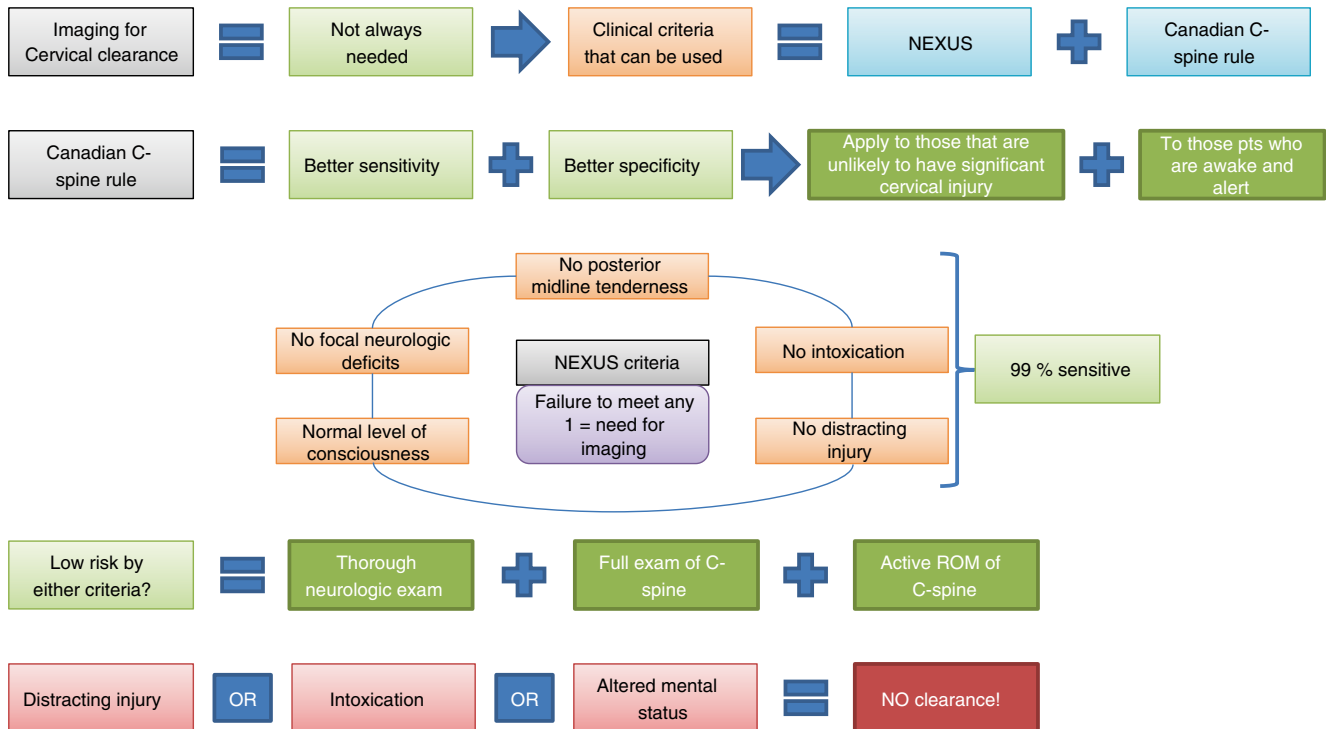 Imaging for
Cervical clearance
Not always
needed
Clinical criteria
that can be used
NEXUS
Canadian C-
spine rule
Canadian C-
spine rule
Better sensitivity
Better specificity
Apply to those that are
unlikely to have significant
cervical injury
To those pts who
are awake and
alert
No posterior
midline tenderness
No focal neurologic
deficits
NEXUS criteria
No intoxication
99 % sensitive
Failure to meet any
1 = need for
imaging
Normal level of
consciousness
No distracting
injury
Low risk by
either criteria?
Thorough
neurologic exam
Full exam of C-
spine
Active ROM of
C-spine
Distracting injury
OR
Intoxication
OR
Altered mental
status
NO clearance!